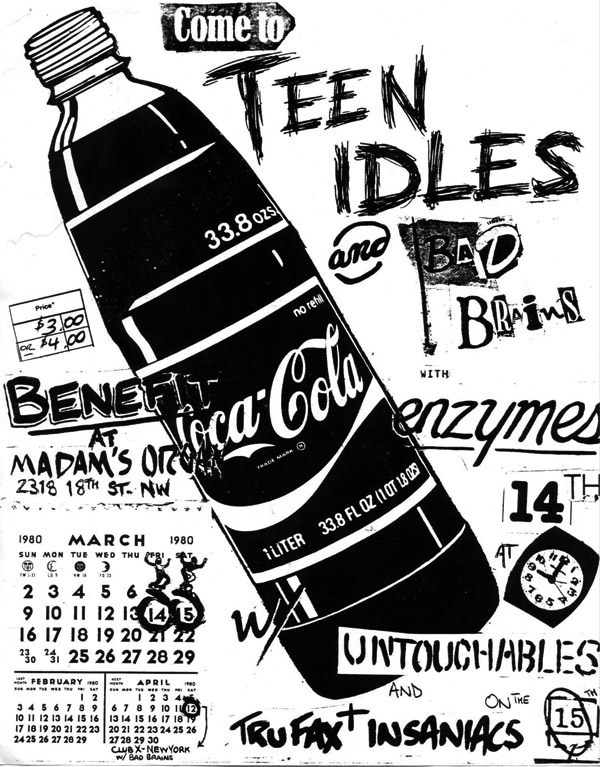 Come to
TEEN
IDLES
and
BAD
BRAiNS
WITH
enzymes
14TH
AT
33.8 OZS.
no refill
Coca-Cola
TRADE MARK ®
1 LITER 33.8 FL OZ (1 QT 1.8 OZ)
Price
$3.00
OR $4.00
BENEFIT
AT
MADAM'S ORGAN
2318 18TH ST. NW
1980 MARCH 1980
SUN MON TUE WED THU FRI SAT
2 3 4 5 6
9 10 11 12 13 14 15
16 17 18 19 20 21 22
23/30 24/31 25 26 27 28 29
LAST MONTH FEBRUARY 1980
SUN MON TUE WED THU FRI SAT
1 2
3 4 5 6 7 8 9
10 11 12 13 14 15 16
17 18 19 20 21 22 23
24 25 26 27 28 29
NEXT MONTH APRIL 1980
SUN MON TUE WED THU FRI SAT
1 2 3 4 5
6 7 8 9 10 11 12
13 14 15 16 17 18 19
20 21 22 23 24 25 26
27 28 29 30
CLUB X-NEW YORK
W/ BAD BRAINS
W/
UNTOUCHABLES
AND
ON THE
15TH
TRU FAX + INSANIACS